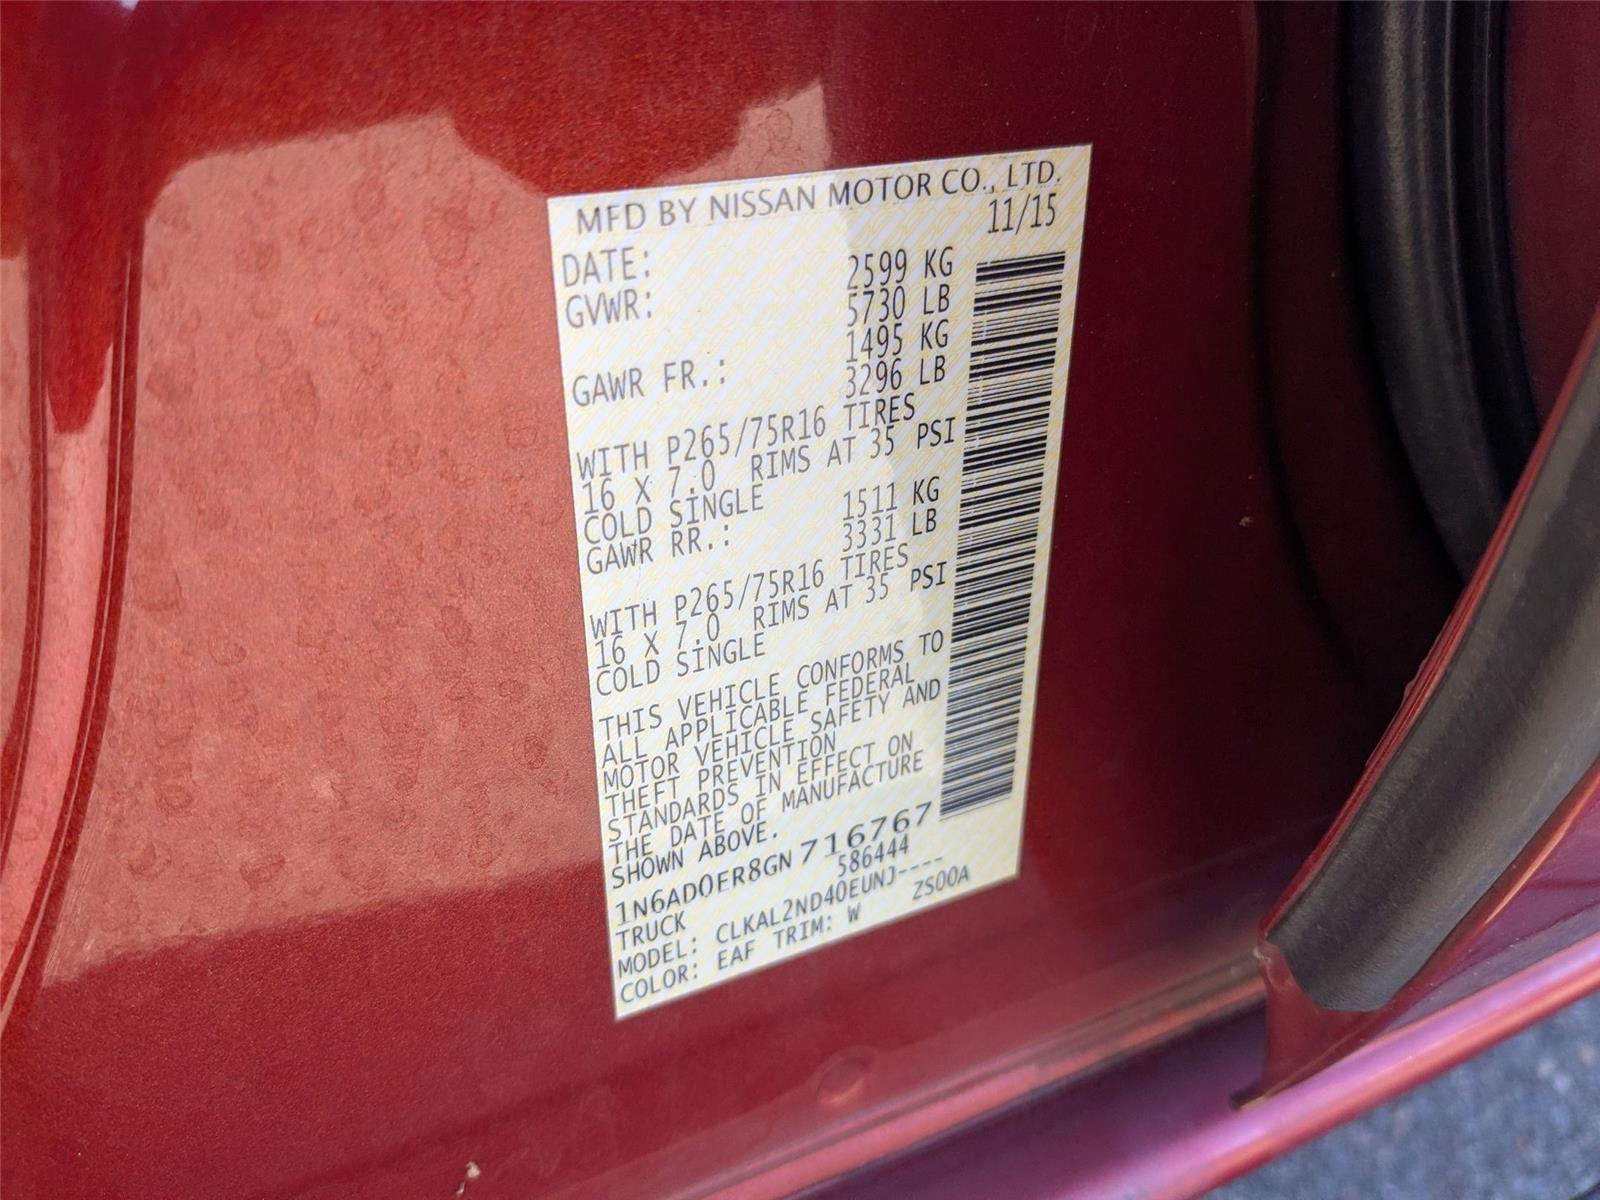 MFD BY NISSAN MOTOR CO., LTD.
DATE: 11/15
GVWR: 2599 KG
5730 LB
GAWR FR.: 1495 KG
3296 LB
WITH P265/75R16 TIRES
16 X 7.0 RIMS AT 35 PSI
COLD SINGLE
GAWR RR.: 1511 KG
3331 LB
WITH P265/75R16 TIRES
16 X 7.0 RIMS AT 35 PSI
COLD SINGLE
THIS VEHICLE CONFORMS TO
ALL APPLICABLE FEDERAL
MOTOR VEHICLE SAFETY AND
THEFT PREVENTION
STANDARDS IN EFFECT ON
THE DATE OF MANUFACTURE
SHOWN ABOVE.
1N6AD0ER8GN716767
TRUCK 586444
MODEL: CLKAL2ND40EUNJ----
COLOR: EAF TRIM: W ZS00A